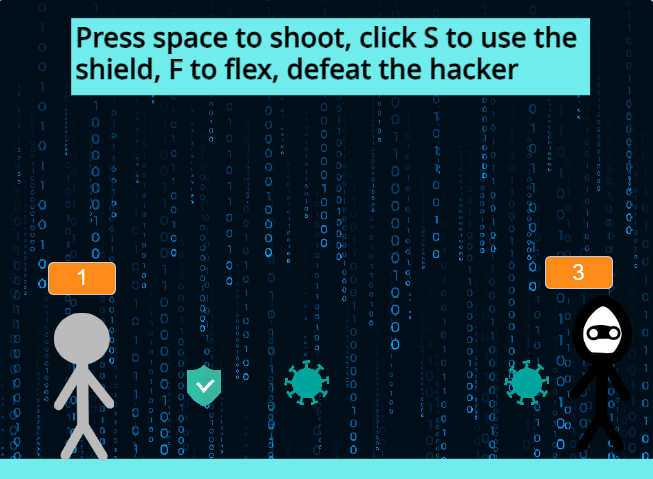 Press space to shoot, click S to use the
shield, F to flex, defeat the hacker
1
3